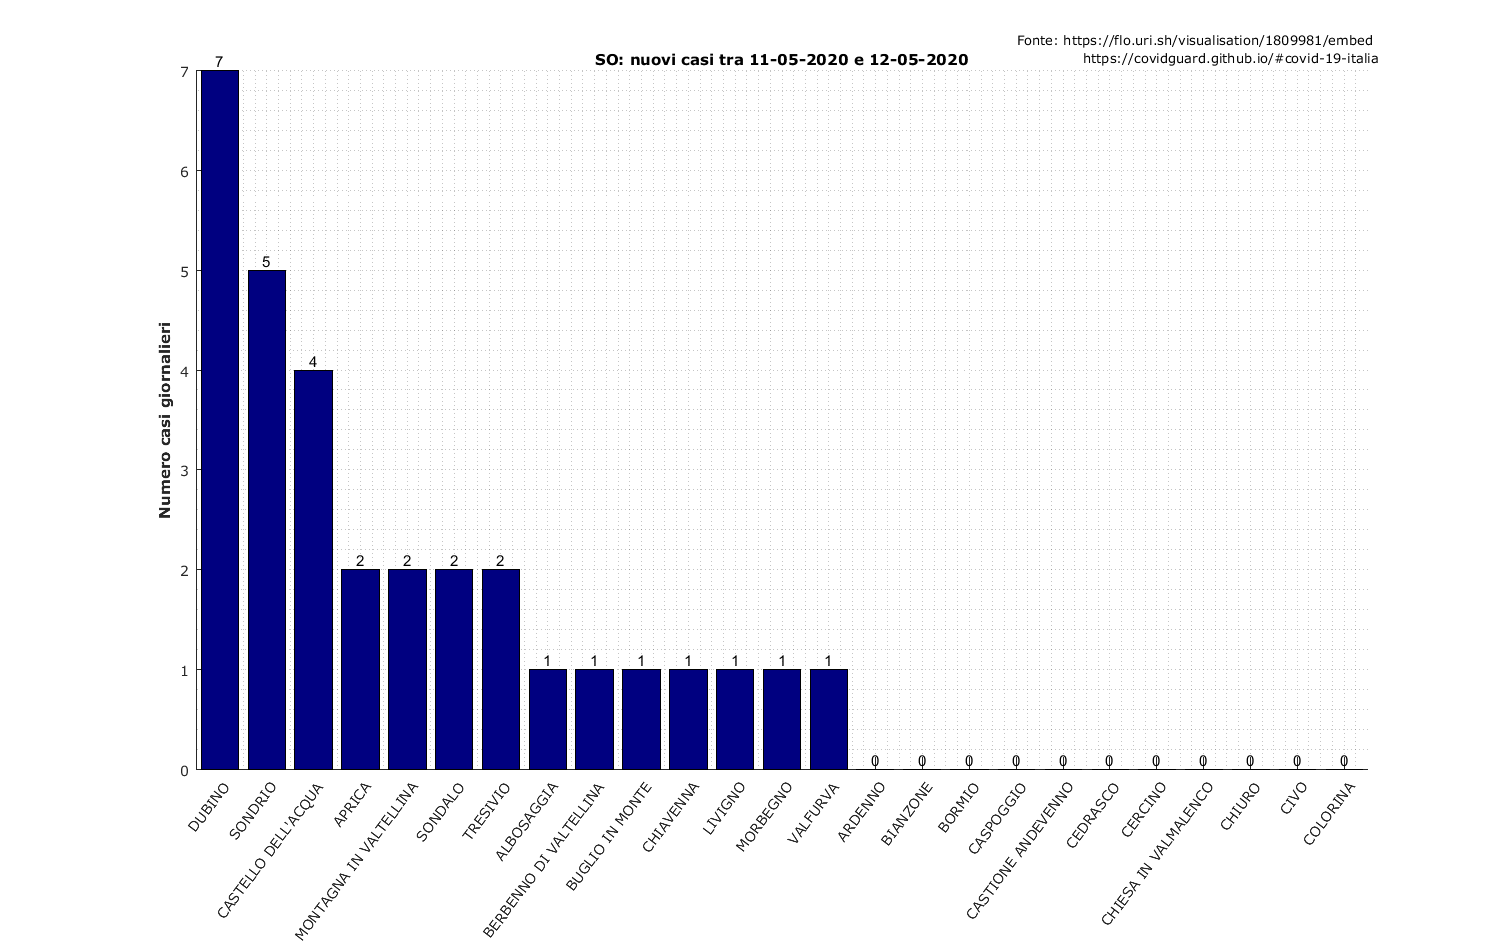 Fonte: https://flo.uri.sh/visualisation/1809981/embed
https://covidguard.github.io/#covid-19-italia
SO: nuovi casi tra 11-05-2020 e 12-05-2020
Numero casi giornalieri
7
6
5
4
3
2
1
0
7
5
4
2
2
2
2
1
1
1
1
1
1
1
0
0
0
0
0
0
0
0
0
0
0
DUBINO
SONDRIO
CASTELLO DELL'ACQUA
APRICA
MONTAGNA IN VALTELLINA
SONDALO
TRESIVIO
ALBOSAGGIA
BERBENNO DI VALTELLINA
BUGLIO IN MONTE
CHIAVENNA
LIVIGNO
MORBEGNO
VALFURVA
ARDENNO
BIANZONE
BORMIO
CASPOGGIO
CASTIONE ANDEVENNO
CEDRASCO
CERCINO
CHIESA IN VALMALENCO
CHIURO
CIVO
COLORINA